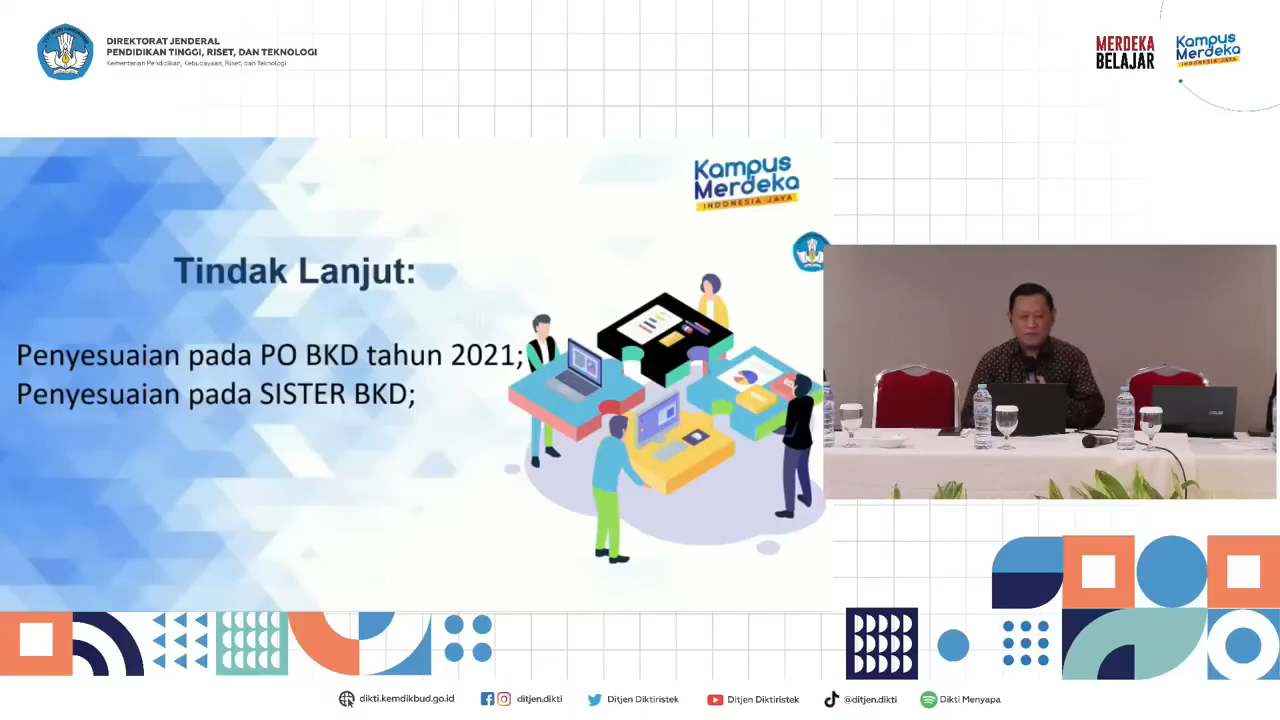 DIREKTORAT JENDERAL
PENDIDIKAN TINGGI, RISET, DAN TEKNOLOGI
Kementerian Pendidikan, Kebudayaan, Riset, dan Teknologi
MERDEKA
BELAJAR
Kampus
Merdeka
INDONESIA JAYA
Kampus
Merdeka
INDONESIA JAYA
Tindak Lanjut:
Penyesuaian pada PO BKD tahun 2021;
Penyesuaian pada SISTER BKD;
dikti.kemdikbud.go.id
ditjen.dikti
Ditjen Diktiristek
Ditjen Diktiristek
@ditjen.dikti
Dikti Menyapa